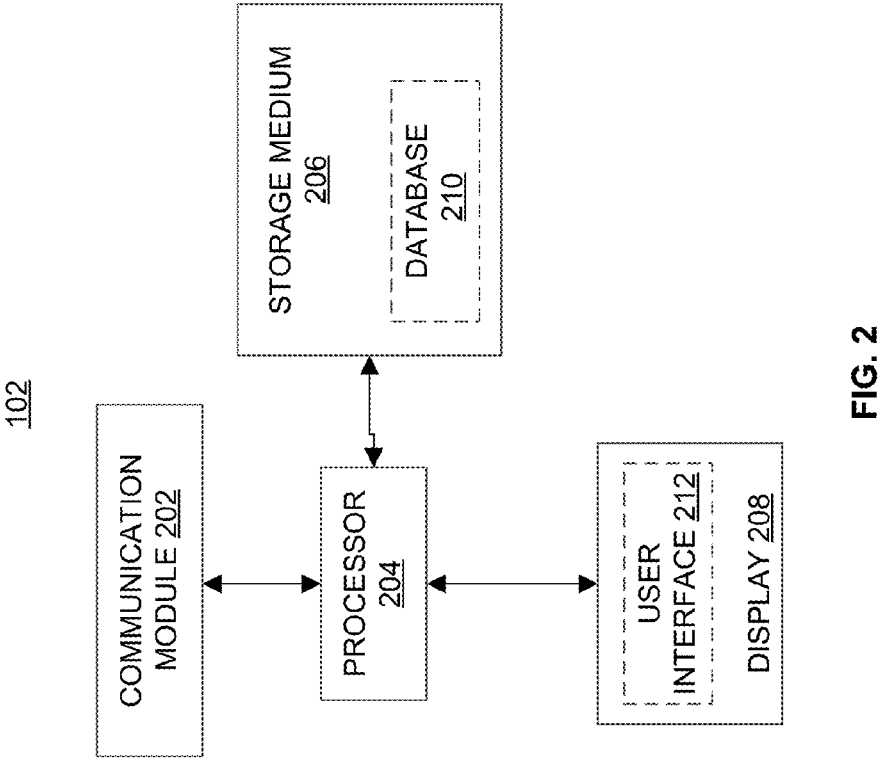 102
COMMUNICATION
MODULE 202
PROCESSOR
204
STORAGE MEDIUM
206
DATABASE
210
USER
INTERFACE 212
DISPLAY 208
FIG. 2